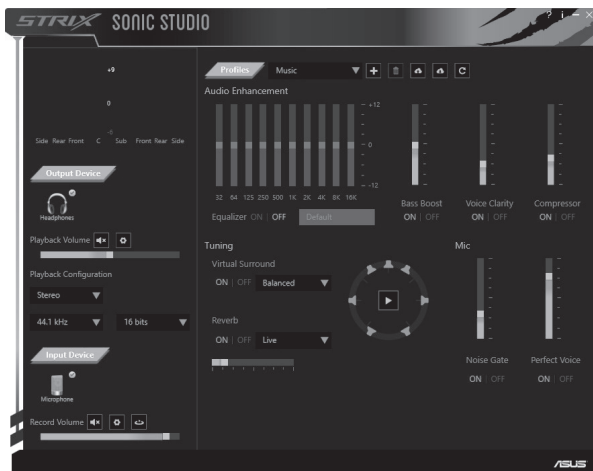 STRIX SONIC STUDIO
? i
Profiles Music
Audio Enhancement
+9
0
-9
Side Rear Front C Sub Front Rear Side
+12
0
-12
32 64 125 250 500 1K 2K 4K 8K 16K
Equalizer ON | OFF Default
Bass Boost
ON | OFF
Voice Clarity
ON | OFF
Compressor
ON | OFF
Output Device
Headphones
Playback Volume
Playback Configuration
Stereo
44.1 kHz 16 bits
Input Device
Microphone
Record Volume
Tuning
Virtual Surround
ON | OFF Balanced
Reverb
ON | OFF Live
Mic
Noise Gate
ON | OFF
Perfect Voice
ON | OFF
ASUS